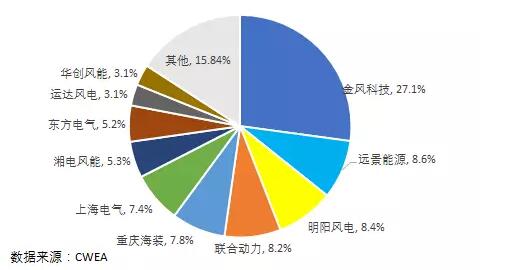 其他, 15.84%
华创风能, 3.1%
运达风电, 3.1%
东方电气, 5.2%
湘电风能, 5.3%
上海电气, 7.4%
重庆海装, 7.8%
联合动力, 8.2%
明阳风电, 8.4%
远景能源, 8.6%
金风科技, 27.1%
数据来源：CWEA